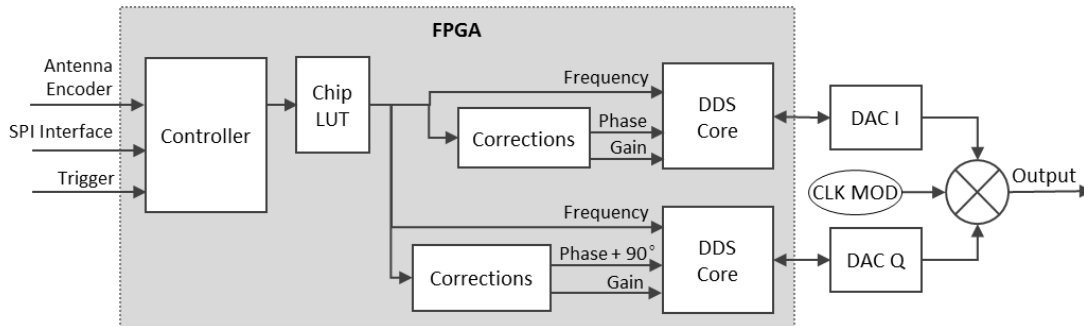 FPGA
Antenna
Encoder
SPI Interface
Trigger
Controller
Chip
LUT
Frequency
Corrections
Phase
Gain
DDS
Core
DAC I
CLK MOD
Output
Frequency
Corrections
Phase + 90°
Gain
DDS
Core
DAC Q